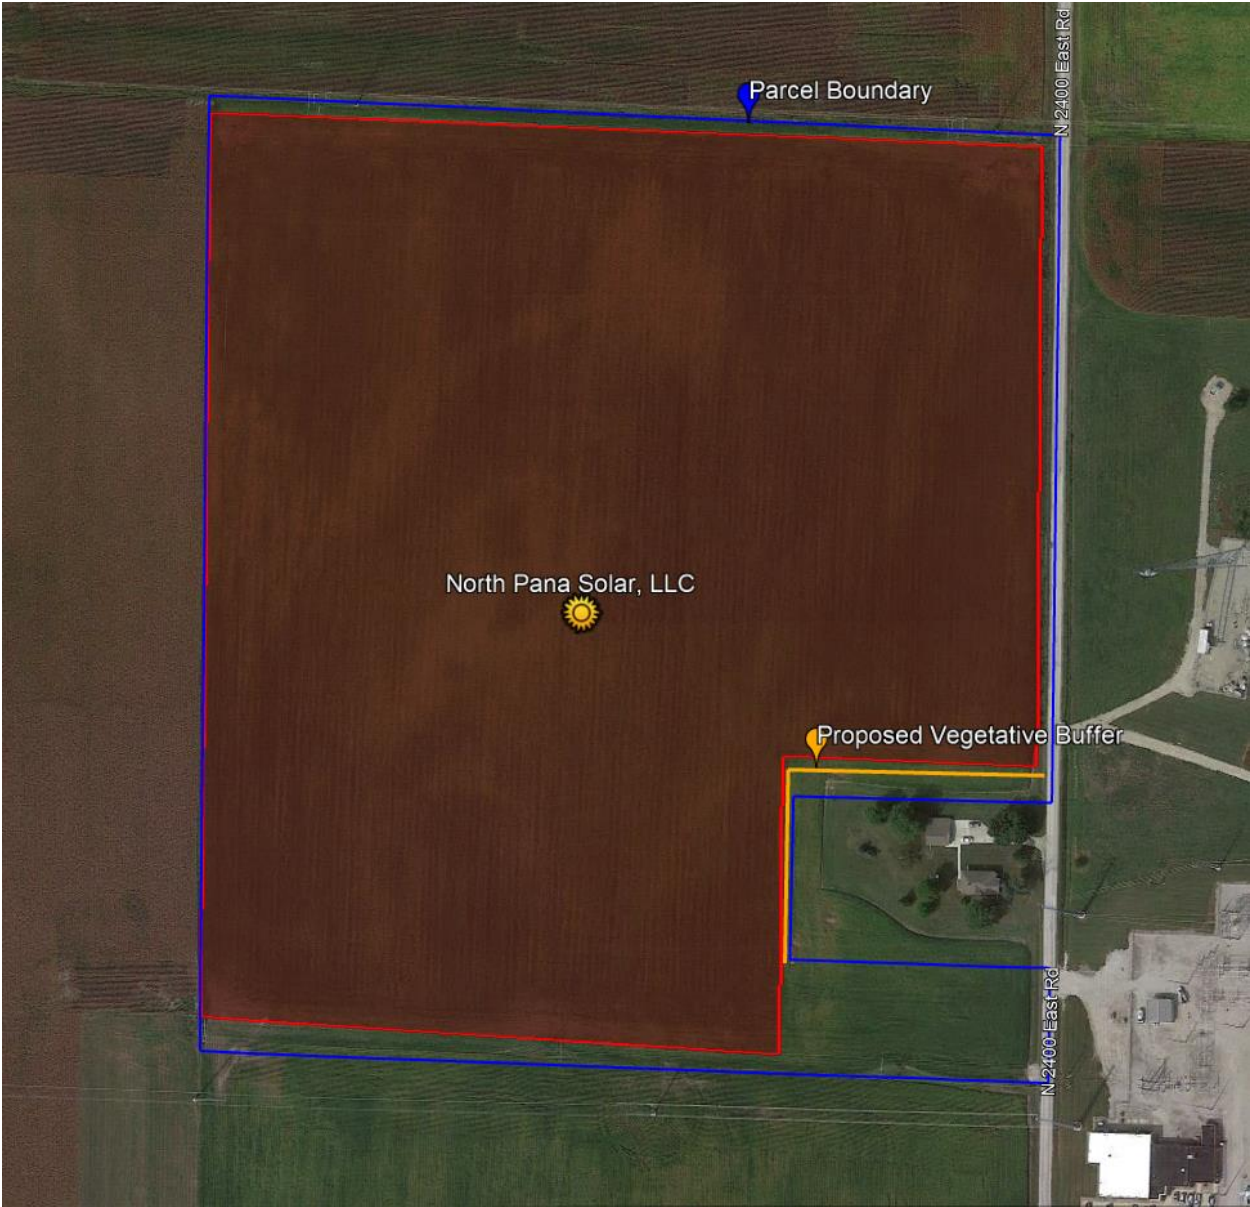 N 2400 East Rd
Parcel Boundary
North Pana Solar, LLC
Proposed Vegetative Buffer
N 2400 East Rd